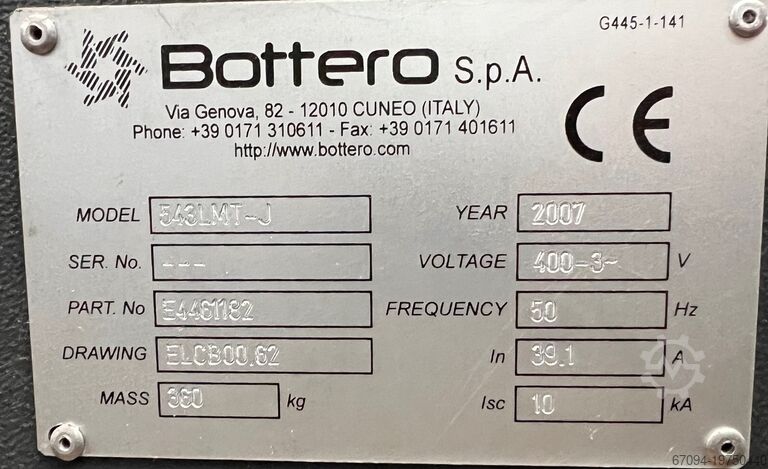 G445-1-141
Bottero S.p.A.
Via Genova, 82 - 12010 CUNEO (ITALY)
Phone: +39 0171 310611 - Fax: +39 0171 401611
http://www.bottero.com
CE
MODEL 543LMT-J
SER. No. ---
PART. No E4461182
DRAWING ELCB00.62
MASS 360 kg
YEAR 2007
VOLTAGE 400-3~ V
FREQUENCY 50 Hz
In 39.1 A
Isc 10 kA